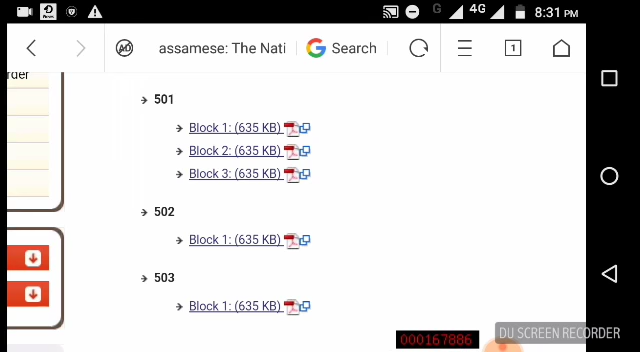 G 4G 8:31 PM
AD assamese: The Nati G Search 1
rder
501
Block 1: (635 KB)
Block 2: (635 KB)
Block 3: (635 KB)
502
Block 1: (635 KB)
503
Block 1: (635 KB)
000167886
DU SCREEN RECORDER